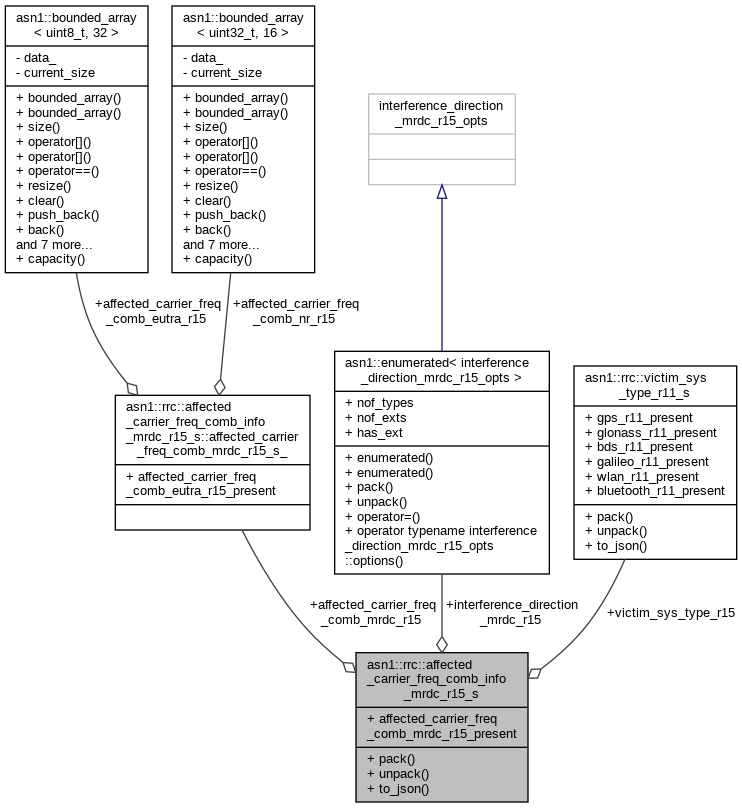 asn1::bounded_array
< uint8_t, 32 >
- data_
- current_size
+ bounded_array()
+ bounded_array()
+ size()
+ operator[]()
+ operator[]()
+ operator==()
+ resize()
+ clear()
+ push_back()
+ back()
and 7 more...
+ capacity()
asn1::bounded_array
< uint32_t, 16 >
- data_
- current_size
+ bounded_array()
+ bounded_array()
+ size()
+ operator[]()
+ operator[]()
+ operator==()
+ resize()
+ clear()
+ push_back()
+ back()
and 7 more...
+ capacity()
interference_direction
_mrdc_r15_opts
+affected_carrier_freq
_comb_eutra_r15
+affected_carrier_freq
_comb_nr_r15
asn1::rrc::affected
_carrier_freq_comb_info
_mrdc_r15_s::affected_carrier
_freq_comb_mrdc_r15_s_
+ affected_carrier_freq
_comb_eutra_r15_present
asn1::enumerated< interference
_direction_mrdc_r15_opts >
+ nof_types
+ nof_exts
+ has_ext
+ enumerated()
+ enumerated()
+ pack()
+ unpack()
+ operator=()
+ operator typename interference
_direction_mrdc_r15_opts
::options()
asn1::rrc::victim_sys
_type_r11_s
+ gps_r11_present
+ glonass_r11_present
+ bds_r11_present
+ galileo_r11_present
+ wlan_r11_present
+ bluetooth_r11_present
+ pack()
+ unpack()
+ to_json()
+affected_carrier_freq
_comb_mrdc_r15
+interference_direction
_mrdc_r15
+victim_sys_type_r15
asn1::rrc::affected
_carrier_freq_comb_info
_mrdc_r15_s
+ affected_carrier_freq
_comb_mrdc_r15_present
+ pack()
+ unpack()
+ to_json()